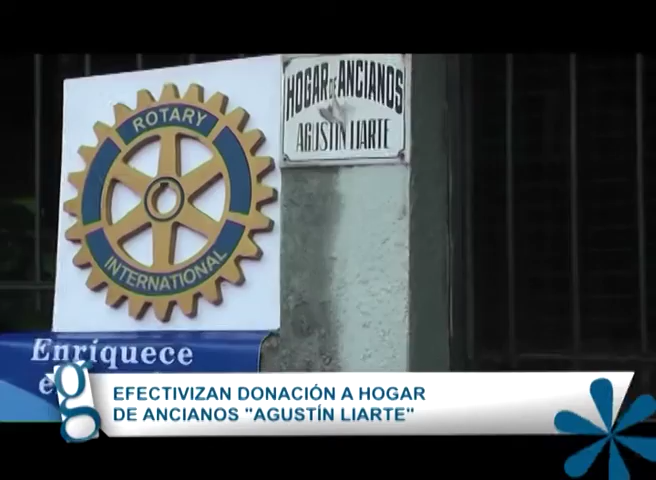 ROTARY
INTERNATIONAL
HOGAR DE ANCIANOS
AGUSTIN LIARTE
Enriquece
e
g
EFECTIVIZAN DONACIÓN A HOGAR
DE ANCIANOS "AGUSTÍN LIARTE"